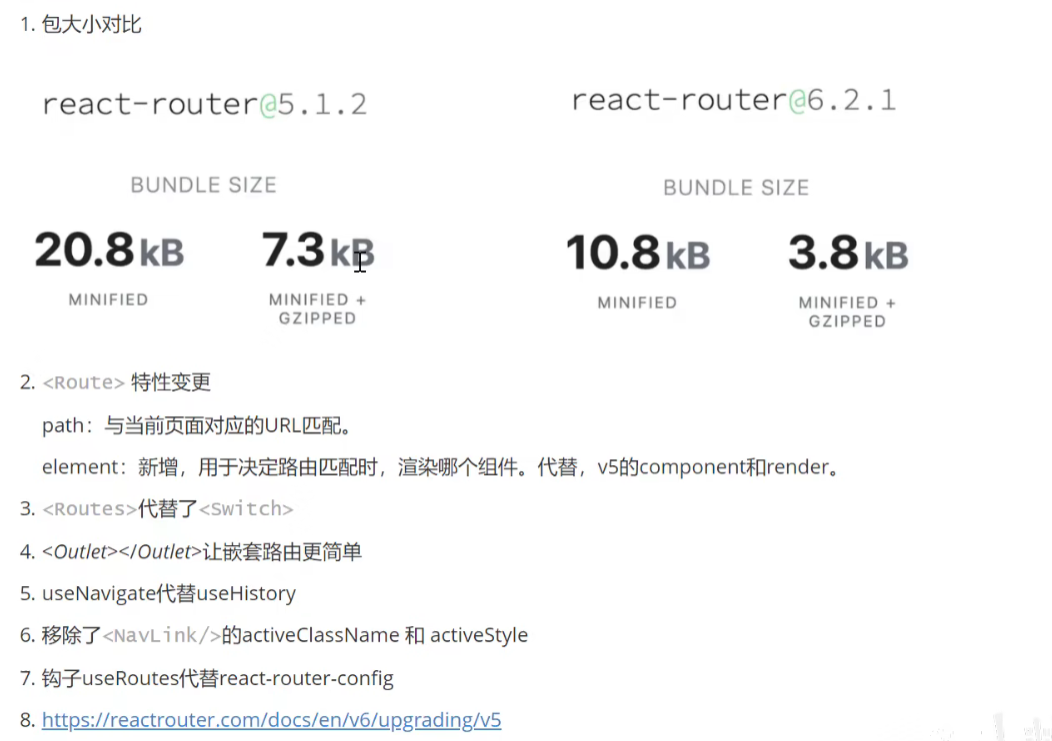 1. 包大小对比
react-router@5.1.2
react-router@6.2.1
BUNDLE SIZE
BUNDLE SIZE
20.8 kB
7.3 kB
10.8 kB
3.8 kB
MINIFIED
MINIFIED +
GZIPPED
MINIFIED
MINIFIED +
GZIPPED
2. <Route> 特性变更
path：与当前页面对应的URL匹配。
element：新增，用于决定路由匹配时，渲染哪个组件。代替，v5的component和render。
3. <Routes>代替了<Switch>
4. <Outlet></Outlet>让嵌套路由更简单
5. useNavigate代替useHistory
6. 移除了<NavLink/>的activeClassName 和 activeStyle
7. 钩子useRoutes代替react-router-config
8. https://reactrouter.com/docs/en/v6/upgrading/v5